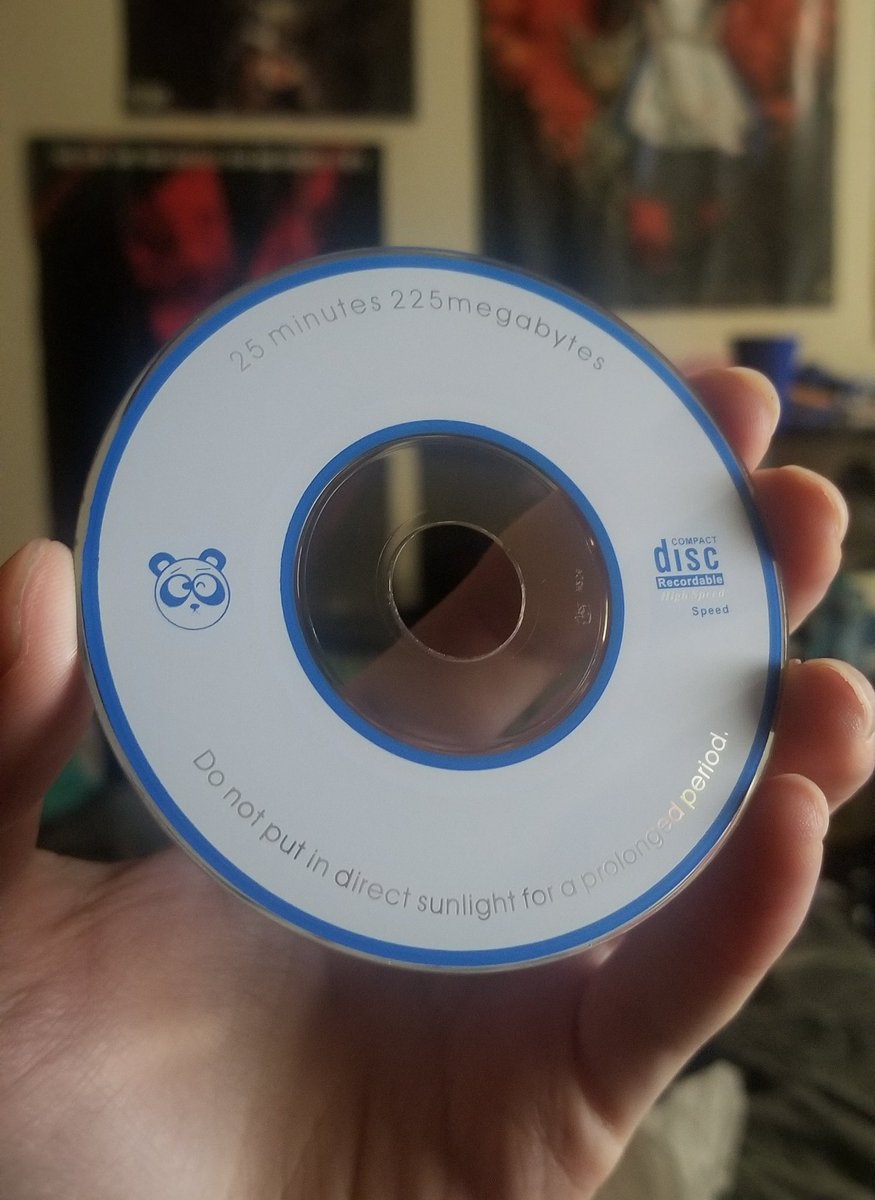 25 minutes 225megabytes
COMPACT
disc
Recordable
High Speed
Speed
Do not put in direct sunlight for a prolonged period.